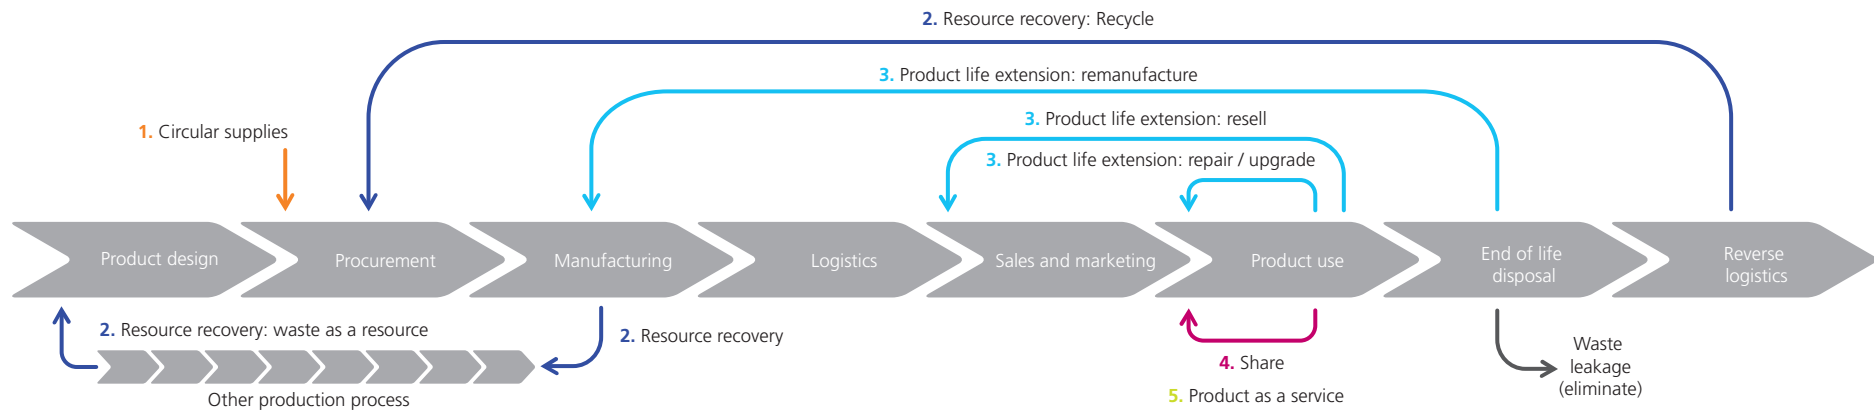 2. Resource recovery: Recycle
3. Product life extension: remanufacture
3. Product life extension: resell
1. Circular supplies
3. Product life extension: repair / upgrade
Product design
Procurement
Manufacturing
Logistics
Sales and marketing
Product use
End of life
disposal
Reverse
logistics
2. Resource recovery: waste as a resource
2. Resource recovery
Other production process
4. Share
5. Product as a service
Waste
leakage
(eliminate)